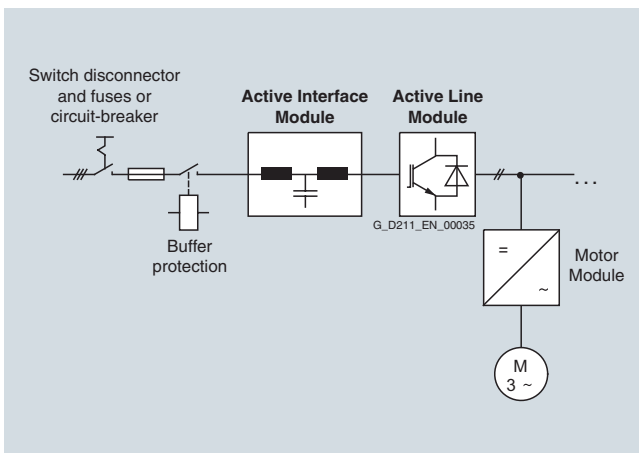 Switch disconnector
and fuses or
circuit-breaker
Active Interface
Module
Active Line
Module
G_D211_EN_00035
...
Buffer
protection
=
~
Motor
Module
M
3 ~